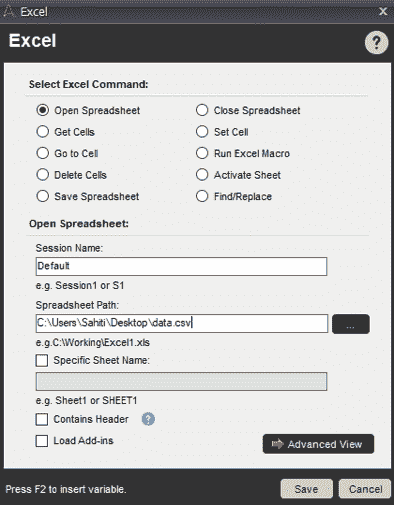 Excel
Excel
?
Select Excel Command:
Open Spreadsheet
Close Spreadsheet
Get Cells
Set Cell
Go to Cell
Run Excel Macro
Delete Cells
Activate Sheet
Save Spreadsheet
Find/Replace
Open Spreadsheet:
Session Name:
Default
e.g. Session1 or S1
Spreadsheet Path:
C:\Users\Sahiti\Desktop\data.csv
...
e.g.C:\Working\Excel1.xls
Specific Sheet Name:
e.g. Sheet1 or SHEET1
Contains Header ?
Load Add-ins
Advanced View
Press F2 to insert variable.
Save
Cancel